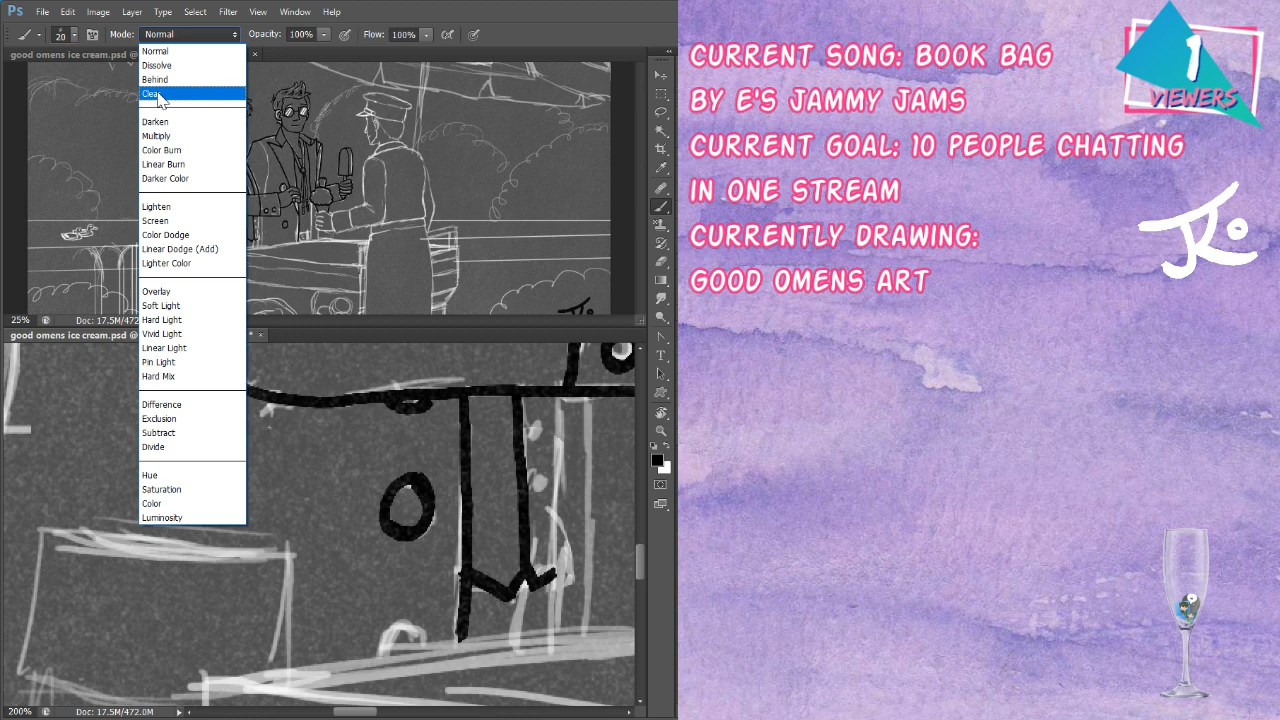 Ps File Edit Image Layer Type Select Filter View Window Help
20 Mode: Normal Opacity: 100% Flow: 100%
good omens ice cream.psd @
Normal
Dissolve
Behind
Clear
Darken
Multiply
Color Burn
Linear Burn
Darker Color
Lighten
Screen
Color Dodge
Linear Dodge (Add)
Lighter Color
Overlay
Soft Light
Hard Light
Vivid Light
Linear Light
Pin Light
Hard Mix
Difference
Exclusion
Subtract
Divide
Hue
Saturation
Color
Luminosity
25% Doc: 17.5M/472
good omens ice cream.psd @
200% Doc: 17.5M/472.0M
CURRENT SONG: BOOK BAG
BY E'S JAMMY JAMS
CURRENT GOAL: 10 PEOPLE CHATTING
IN ONE STREAM
CURRENTLY DRAWING:
GOOD OMENS ART
1
VIEWERS